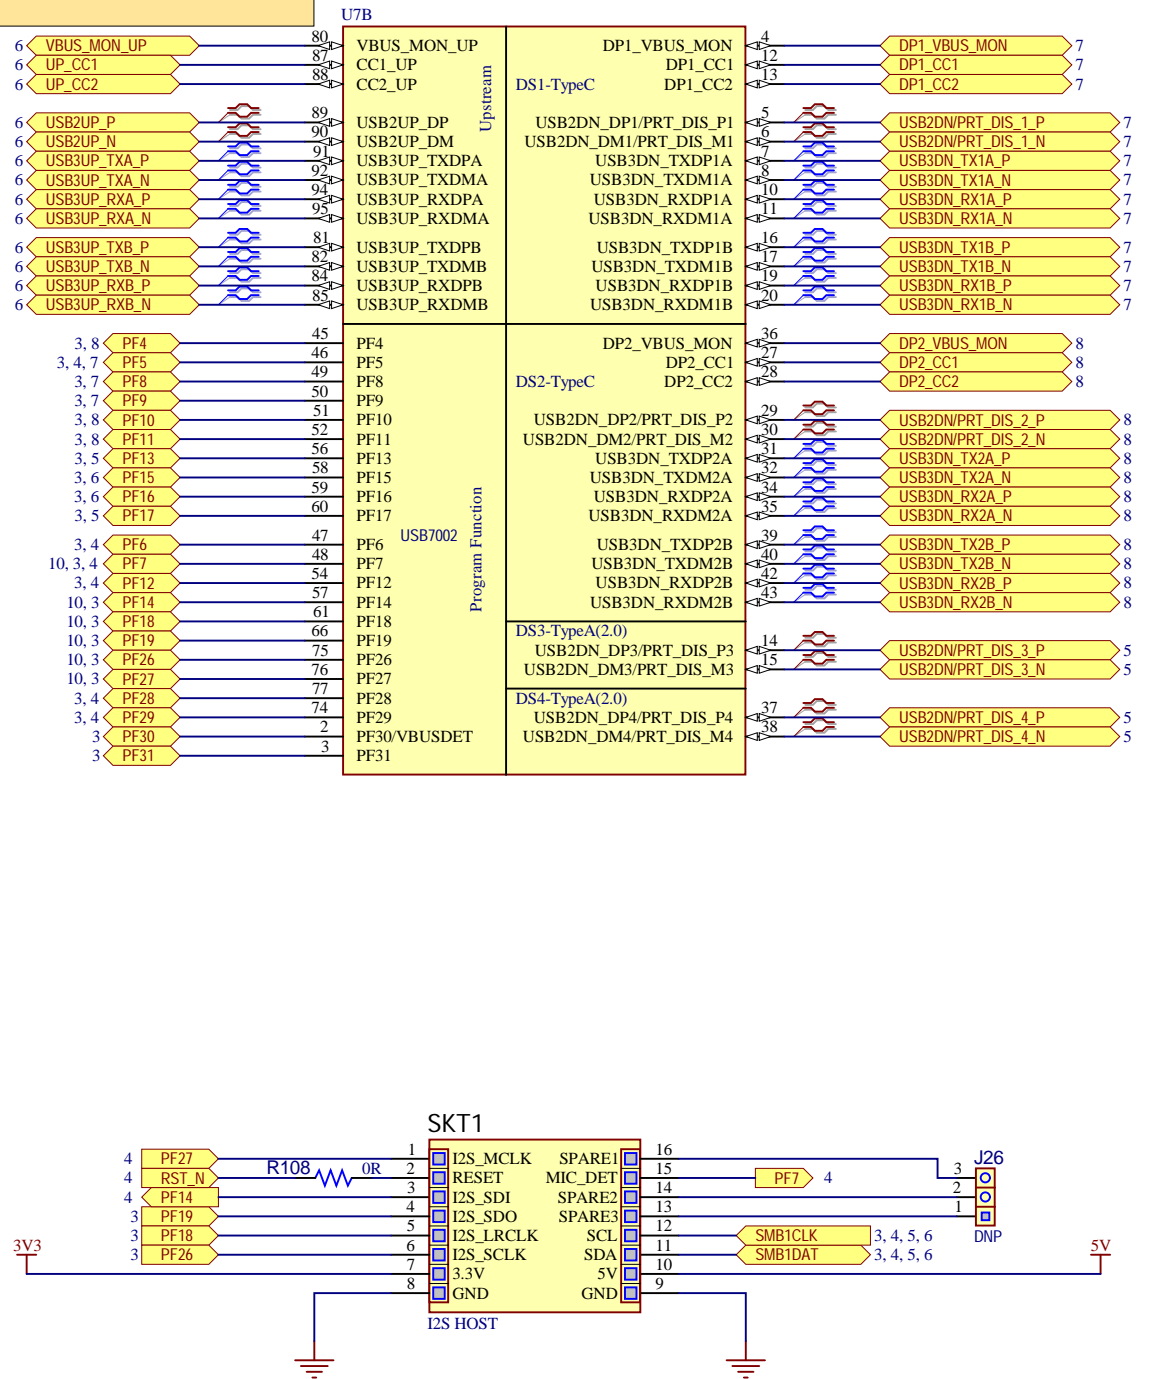 U7B
6 VBUS_MON_UP 80 VBUS_MON_UP DP1_VBUS_MON 4 DP1_VBUS_MON 7
6 UP_CC1 87 CC1_UP DP1_CC1 12 DP1_CC1 7
6 UP_CC2 88 CC2_UP DS1-TypeC DP1_CC2 13 DP1_CC2 7
Upstream
6 USB2UP_P 89 USB2UP_DP USB2DN_DP1/PRT_DIS_P1 5 USB2DN/PRT_DIS_1_P 7
6 USB2UP_N 90 USB2UP_DM USB2DN_DM1/PRT_DIS_M1 6 USB2DN/PRT_DIS_1_N 7
6 USB3UP_TXA_P 91 USB3UP_TXDPA USB3DN_TXDP1A 7 USB3DN_TX1A_P 7
6 USB3UP_TXA_N 92 USB3UP_TXDMA USB3DN_TXDM1A 8 USB3DN_TX1A_N 7
6 USB3UP_RXA_P 94 USB3UP_RXDPA USB3DN_RXDP1A 10 USB3DN_RX1A_P 7
6 USB3UP_RXA_N 95 USB3UP_RXDMA USB3DN_RXDM1A 11 USB3DN_RX1A_N 7
6 USB3UP_TXB_P 81 USB3UP_TXDPB USB3DN_TXDP1B 16 USB3DN_TX1B_P 7
6 USB3UP_TXB_N 82 USB3UP_TXDMB USB3DN_TXDM1B 17 USB3DN_TX1B_N 7
6 USB3UP_RXB_P 84 USB3UP_RXDPB USB3DN_RXDP1B 19 USB3DN_RX1B_P 7
6 USB3UP_RXB_N 85 USB3UP_RXDMB USB3DN_RXDM1B 20 USB3DN_RX1B_N 7
3, 8 PF4 45 PF4 DP2_VBUS_MON 36 DP2_VBUS_MON 8
3, 4, 7 PF5 46 PF5 DP2_CC1 27 DP2_CC1 8
3, 7 PF8 49 PF8 DS2-TypeC DP2_CC2 28 DP2_CC2 8
3, 7 PF9 50 PF9
3, 8 PF10 51 PF10 USB2DN_DP2/PRT_DIS_P2 29 USB2DN/PRT_DIS_2_P 8
3, 8 PF11 52 PF11 USB2DN_DM2/PRT_DIS_M2 30 USB2DN/PRT_DIS_2_N 8
3, 5 PF13 56 PF13 USB3DN_TXDP2A 31 USB3DN_TX2A_P 8
3, 6 PF15 58 PF15 USB3DN_TXDM2A 32 USB3DN_TX2A_N 8
3, 6 PF16 59 PF16 USB3DN_RXDP2A 34 USB3DN_RX2A_P 8
3, 5 PF17 60 PF17 USB3DN_RXDM2A 35 USB3DN_RX2A_N 8
USB7002
Program Function
3, 4 PF6 47 PF6 USB3DN_TXDP2B 39 USB3DN_TX2B_P 8
10, 3, 4 PF7 48 PF7 USB3DN_TXDM2B 40 USB3DN_TX2B_N 8
3, 4 PF12 54 PF12 USB3DN_RXDP2B 42 USB3DN_RX2B_P 8
10, 3 PF14 57 PF14 USB3DN_RXDM2B 43 USB3DN_RX2B_N 8
10, 3 PF18 61 PF18
DS3-TypeA(2.0)
10, 3 PF19 66 PF19 USB2DN_DP3/PRT_DIS_P3 14 USB2DN/PRT_DIS_3_P 5
10, 3 PF26 75 PF26 USB2DN_DM3/PRT_DIS_M3 15 USB2DN/PRT_DIS_3_N 5
10, 3 PF27 76 PF27
3, 4 PF28 77 PF28 DS4-TypeA(2.0)
3, 4 PF29 74 PF29 USB2DN_DP4/PRT_DIS_P4 37 USB2DN/PRT_DIS_4_P 5
3 PF30 2 PF30/VBUSDET USB2DN_DM4/PRT_DIS_M4 38 USB2DN/PRT_DIS_4_N 5
3 PF31 3 PF31
SKT1
4 PF27 1 I2S_MCLK SPARE1 16 J26
4 RST_N R108 0R 2 RESET MIC_DET 15 PF7 4 3
4 PF14 3 I2S_SDI SPARE2 14 2
3 PF19 4 I2S_SDO SPARE3 13 1
3 PF18 5 I2S_LRCLK SCL 12 SMB1CLK 3, 4, 5, 6 DNP
3 PF26 6 I2S_SCLK SDA 11 SMB1DAT 3, 4, 5, 6
3V3 7 3.3V 5V 10 5V
8 GND GND 9
I2S HOST